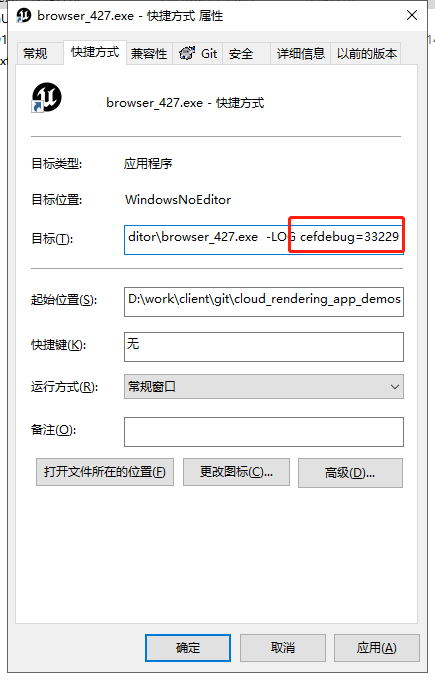 browser_427.exe - 快捷方式 属性
常规 快捷方式 兼容性 Git 安全 详细信息 以前的版本
browser_427.exe - 快捷方式
目标类型: 应用程序
目标位置: WindowsNoEditor
目标(T): ditor\browser_427.exe -LOG cefdebug=33229
起始位置(S): D:\work\client\git\cloud_rendering_app_demos
快捷键(K): 无
运行方式(R): 常规窗口
备注(O):
打开文件所在的位置(F) 更改图标(C)... 高级(D)...
确定 取消 应用(A)